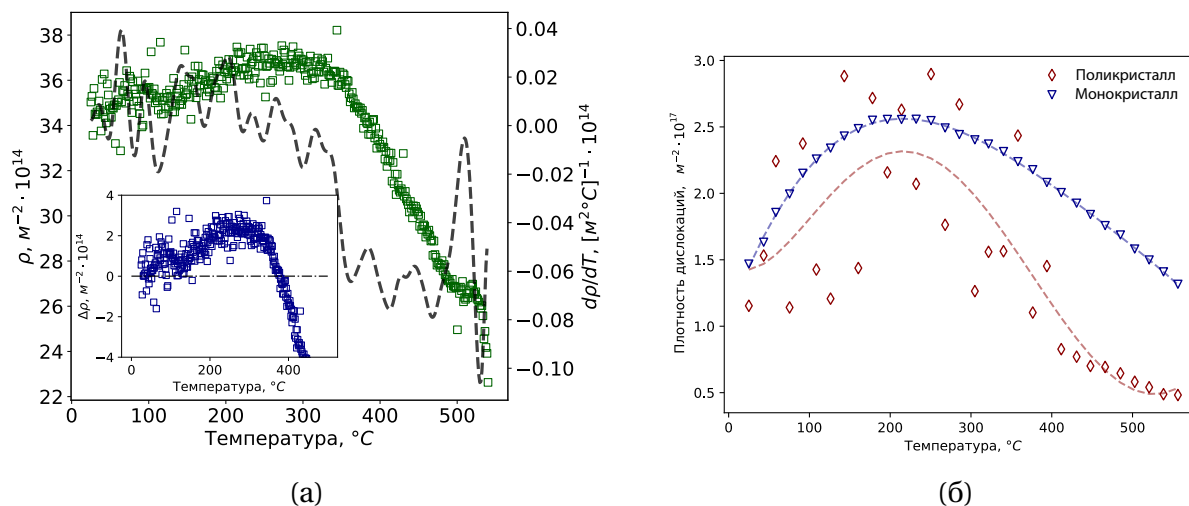 38
36
34
32
30
28
26
24
22
ρ, м⁻² · 10¹⁴
0.04
0.02
0.00
−0.02
−0.04
−0.06
−0.08
−0.10
dρ/dT, [м²°C]⁻¹ · 10¹⁴
0 100 200 300 400 500
Температура, °C
4
2
0
−2
−4
Δρ, м⁻² · 10¹⁴
0 200 400
Температура, °C
(а)
3.0
2.5
2.0
1.5
1.0
0.5
Плотность дислокаций, м⁻² · 10¹⁷
Поликристалл
Монокристалл
0 100 200 300 400 500
Температура, °C
(б)